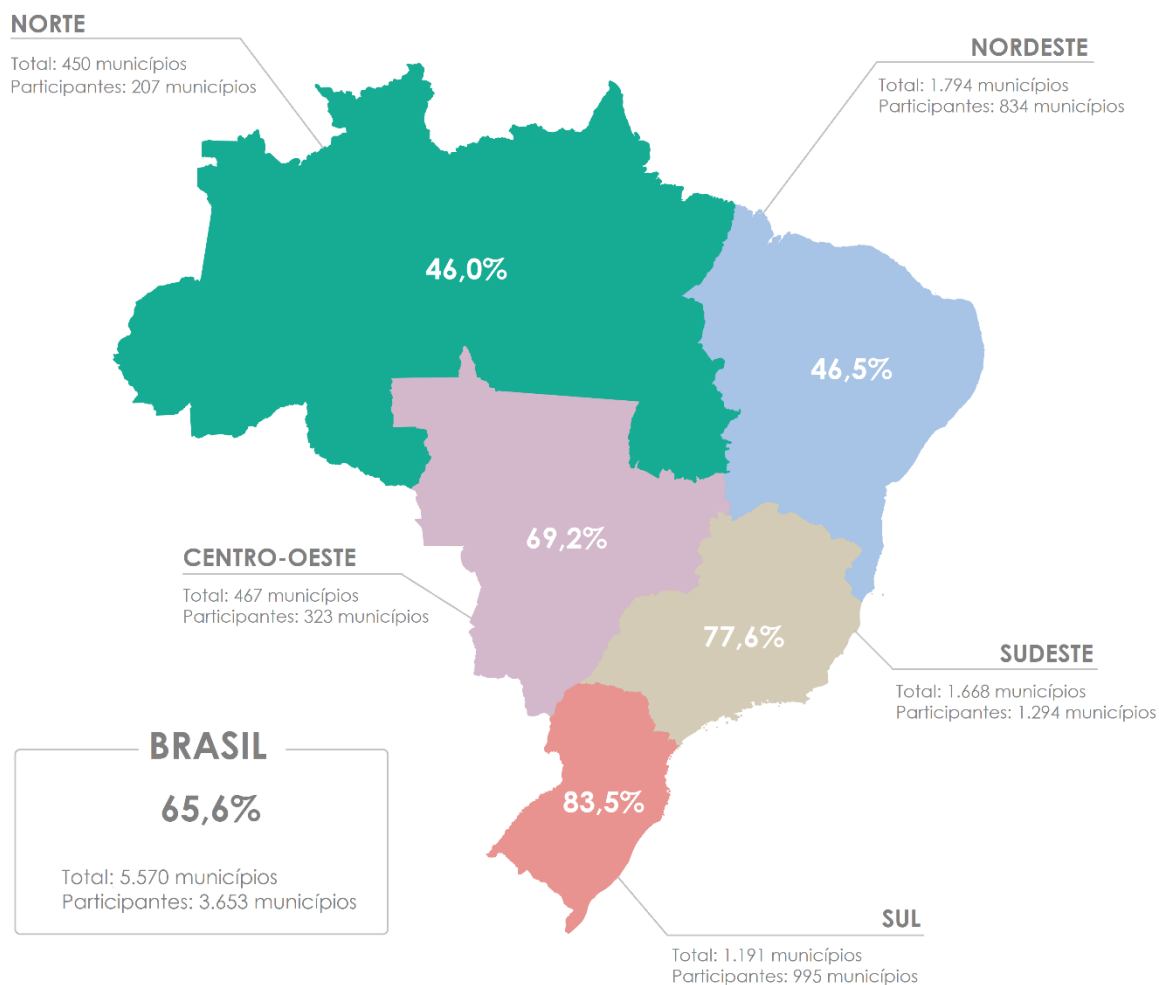 NORTE
Total: 450 municípios
Participantes: 207 municípios
NORDESTE
Total: 1.794 municípios
Participantes: 834 municípios
46,0%
46,5%
69,2%
CENTRO-OESTE
Total: 467 municípios
Participantes: 323 municípios
77,6%
SUDESTE
Total: 1.668 municípios
Participantes: 1.294 municípios
BRASIL
65,6%
Total: 5.570 municípios
Participantes: 3.653 municípios
83,5%
SUL
Total: 1.191 municípios
Participantes: 995 municípios